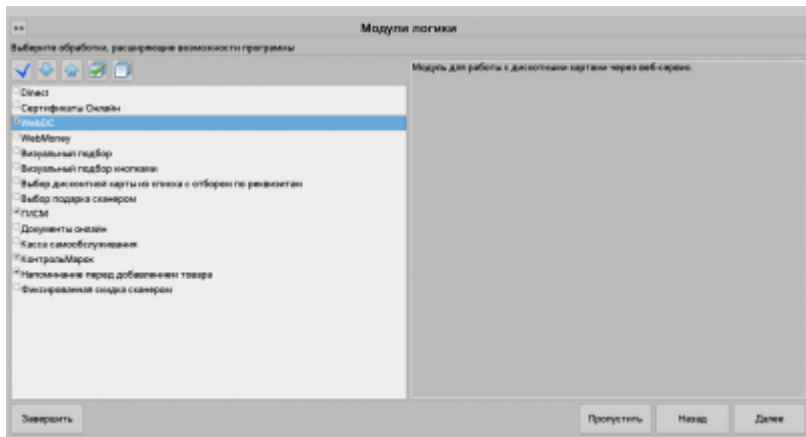 >>
Модули логики
Выберите обработки, расширяющие возможности программы
Модуль для работы с дисконтными картами через веб-сервис.
Direct
Сертификаты Онлайн
WebDC
WebMoney
Визуальный подбор
Визуальный подбор кнопками
Выбор дисконтной карты из списка с отбором по реквизитам
Выбор подарка сканером
ГИСМ
Документы онлайн
Касса самообслуживания
КонтрольМарок
Напоминание перед добавлением товара
Фиксированная скидка сканером
Завершить
Пропустить
Назад
Далее